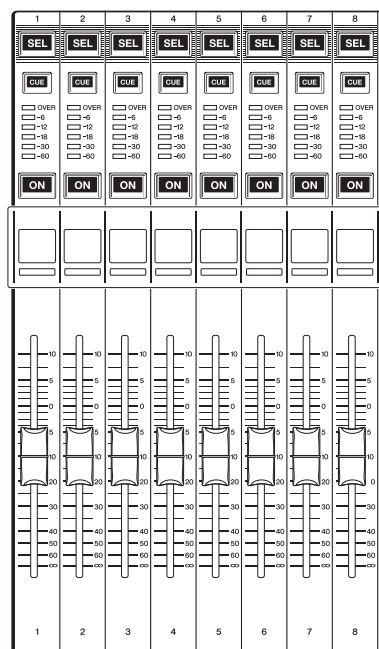 1 2 3 4 5 6 7 8
SEL SEL SEL SEL SEL SEL SEL SEL
CUE CUE CUE CUE CUE CUE CUE CUE
OVER OVER OVER OVER OVER OVER OVER OVER
-6 -6 -6 -6 -6 -6 -6 -6
-12 -12 -12 -12 -12 -12 -12 -12
-18 -18 -18 -18 -18 -18 -18 -18
-30 -30 -30 -30 -30 -30 -30 -30
-60 -60 -60 -60 -60 -60 -60 -60
ON ON ON ON ON ON ON ON
10 10 10 10 10 10 10 10
5 5 5 5 5 5 5 5
0 0 0 0 0 0 0 0
5 5 5 5 5 5 5 5
10 10 10 10 10 10 10 10
20 20 20 20 20 20 20 0
30 30 30 30 30 30 30 30
40 40 40 40 40 40 40 40
50 50 50 50 50 50 50 50
60 60 60 60 60 60 60 60
∞ ∞ ∞ ∞ ∞ ∞ ∞ ∞
1 2 3 4 5 6 7 8